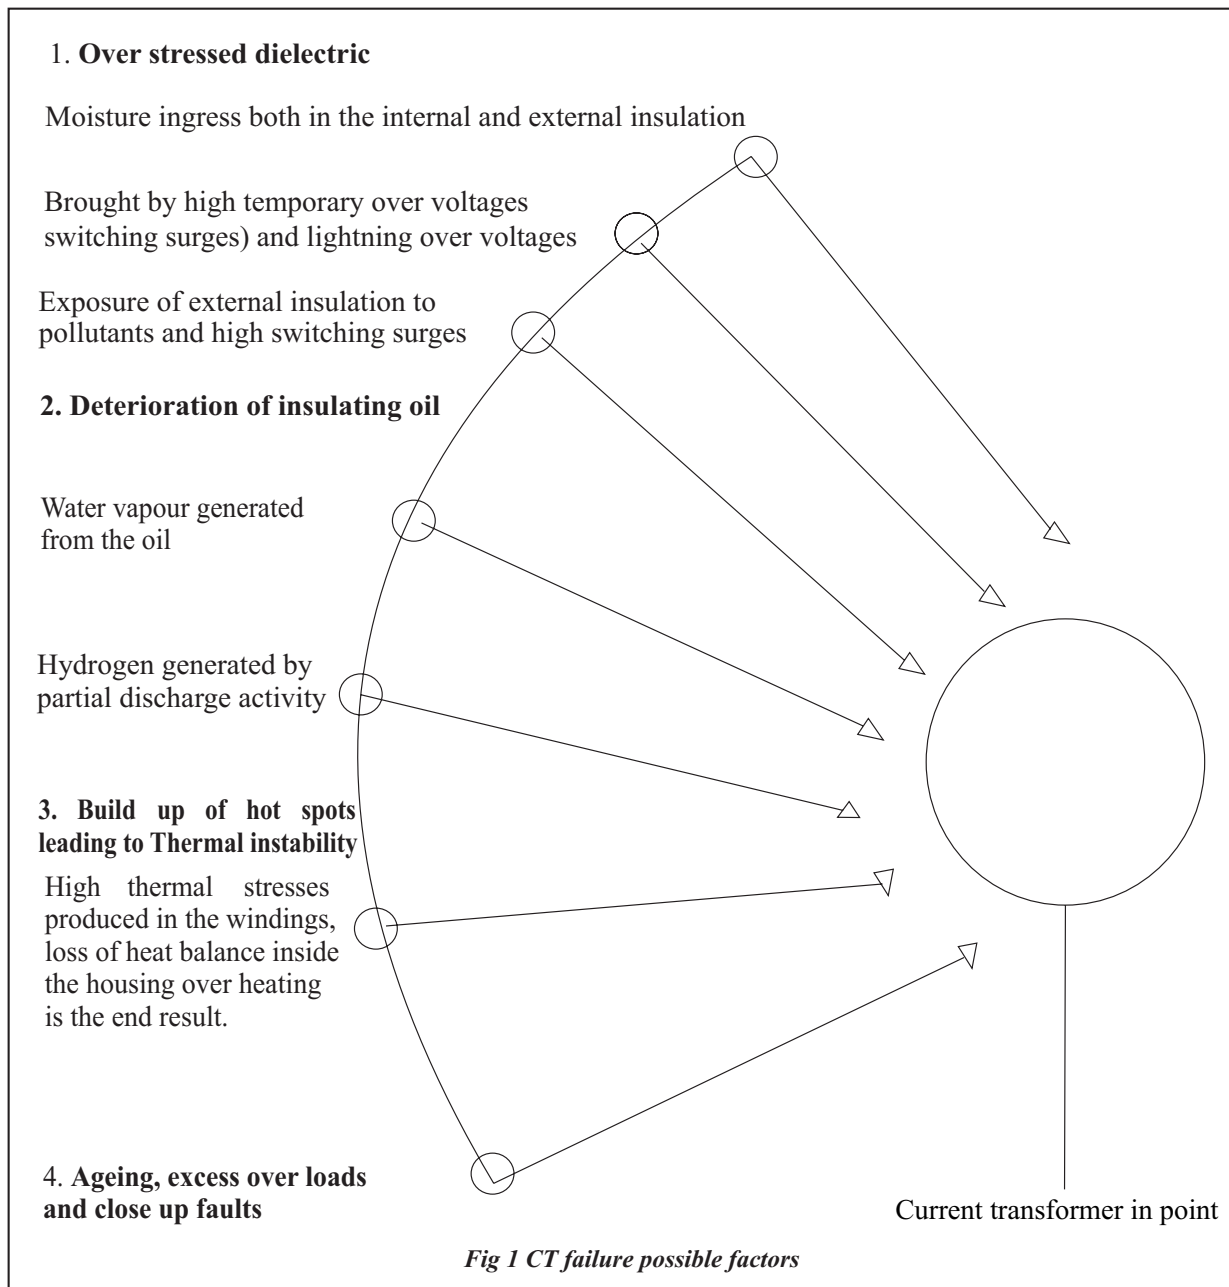 1. Over stressed dielectric
Moisture ingress both in the internal and external insulation
Brought by high temporary over voltages
switching surges) and lightning over voltages
Exposure of external insulation to
pollutants and high switching surges
2. Deterioration of insulating oil
Water vapour generated
from the oil
Hydrogen generated by
partial discharge activity
3. Build up of hot spots
leading to Thermal instability
High thermal stresses
produced in the windings,
loss of heat balance inside
the housing over heating
is the end result.
4. Ageing, excess over loads
and close up faults
Current transformer in point
Fig 1 CT failure possible factors